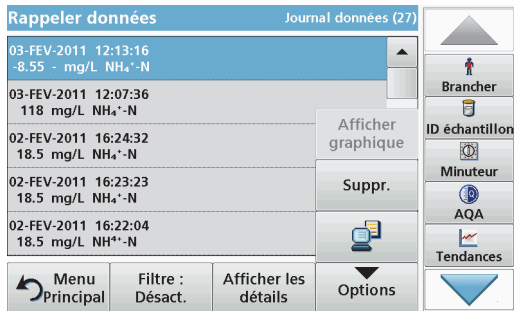 Rappeler données
Journal données (27)
03-FEV-2011 12:13:16
-8.55 - mg/L NH₄⁺-N
03-FEV-2011 12:07:36
118 mg/L NH₄⁺-N
02-FEV-2011 16:24:32
18.5 mg/L NH₄⁺-N
02-FEV-2011 16:23:23
18.5 mg/L NH₄⁺-N
02-FEV-2011 16:22:04
18.5 mg/L NH⁴⁺-N
Afficher
graphique
Suppr.
Menu
Principal
Filtre :
Désact.
Afficher les
détails
Options
Brancher
ID échantillon
Minuteur
AQA
Tendances